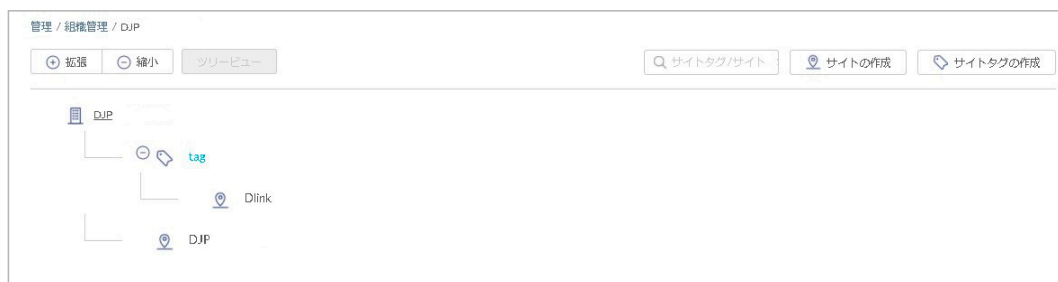 管理 / 組織管理 / DJP
拡張 縮小 ツリービュー サイトタグ/サイト サイトの作成 サイトタグの作成
DJP
tag
Dlink
DJP